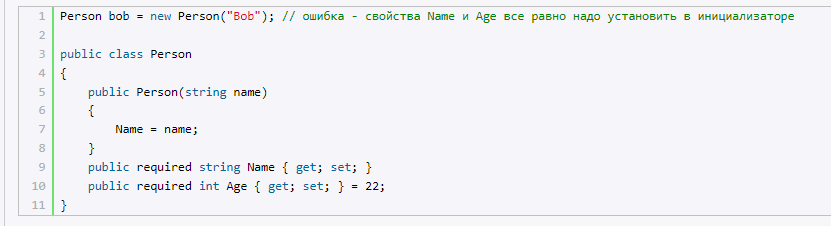 1 Person bob = new Person("Bob"); // ошибка - свойства Name и Age все равно надо установить в инициализаторе
2
3 public class Person
4 {
5     public Person(string name)
6     {
7         Name = name;
8     }
9     public required string Name { get; set; }
10     public required int Age { get; set; } = 22;
11 }